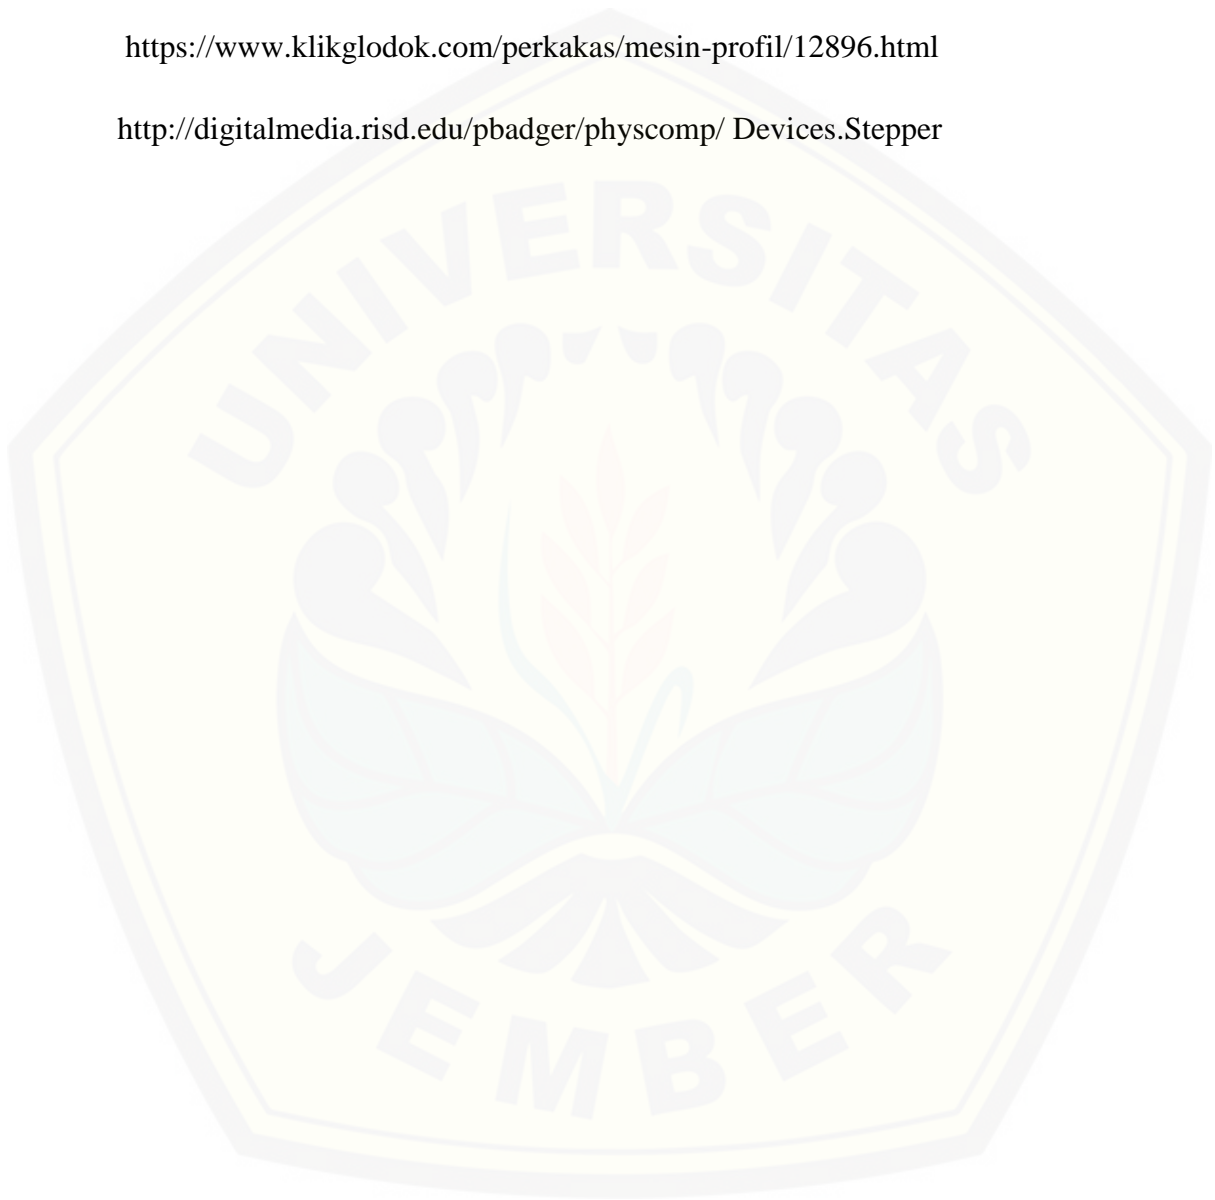 https://www.klikglodok.com/perkakas/mesin-profil/12896.html
http://digitalmedia.risd.edu/pbadger/physcomp/ Devices.Stepper
UNIVERSITAS
JEMBER